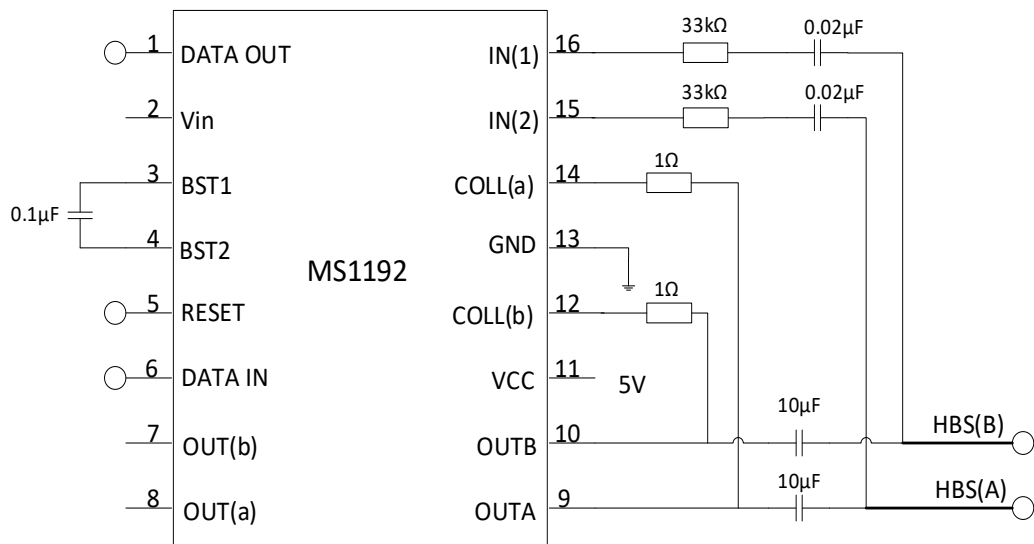 33kΩ
0.02µF
1
DATA OUT
IN(1)
16
33kΩ
0.02µF
2
Vin
IN(2)
15
1Ω
3
BST1
COLL(a)
14
0.1µF
4
BST2
GND
13
MS1192
1Ω
5
RESET
COLL(b)
12
6
DATA IN
VCC
11
5V
10µF
7
OUT(b)
OUTB
10
HBS(B)
10µF
8
OUT(a)
OUTA
9
HBS(A)